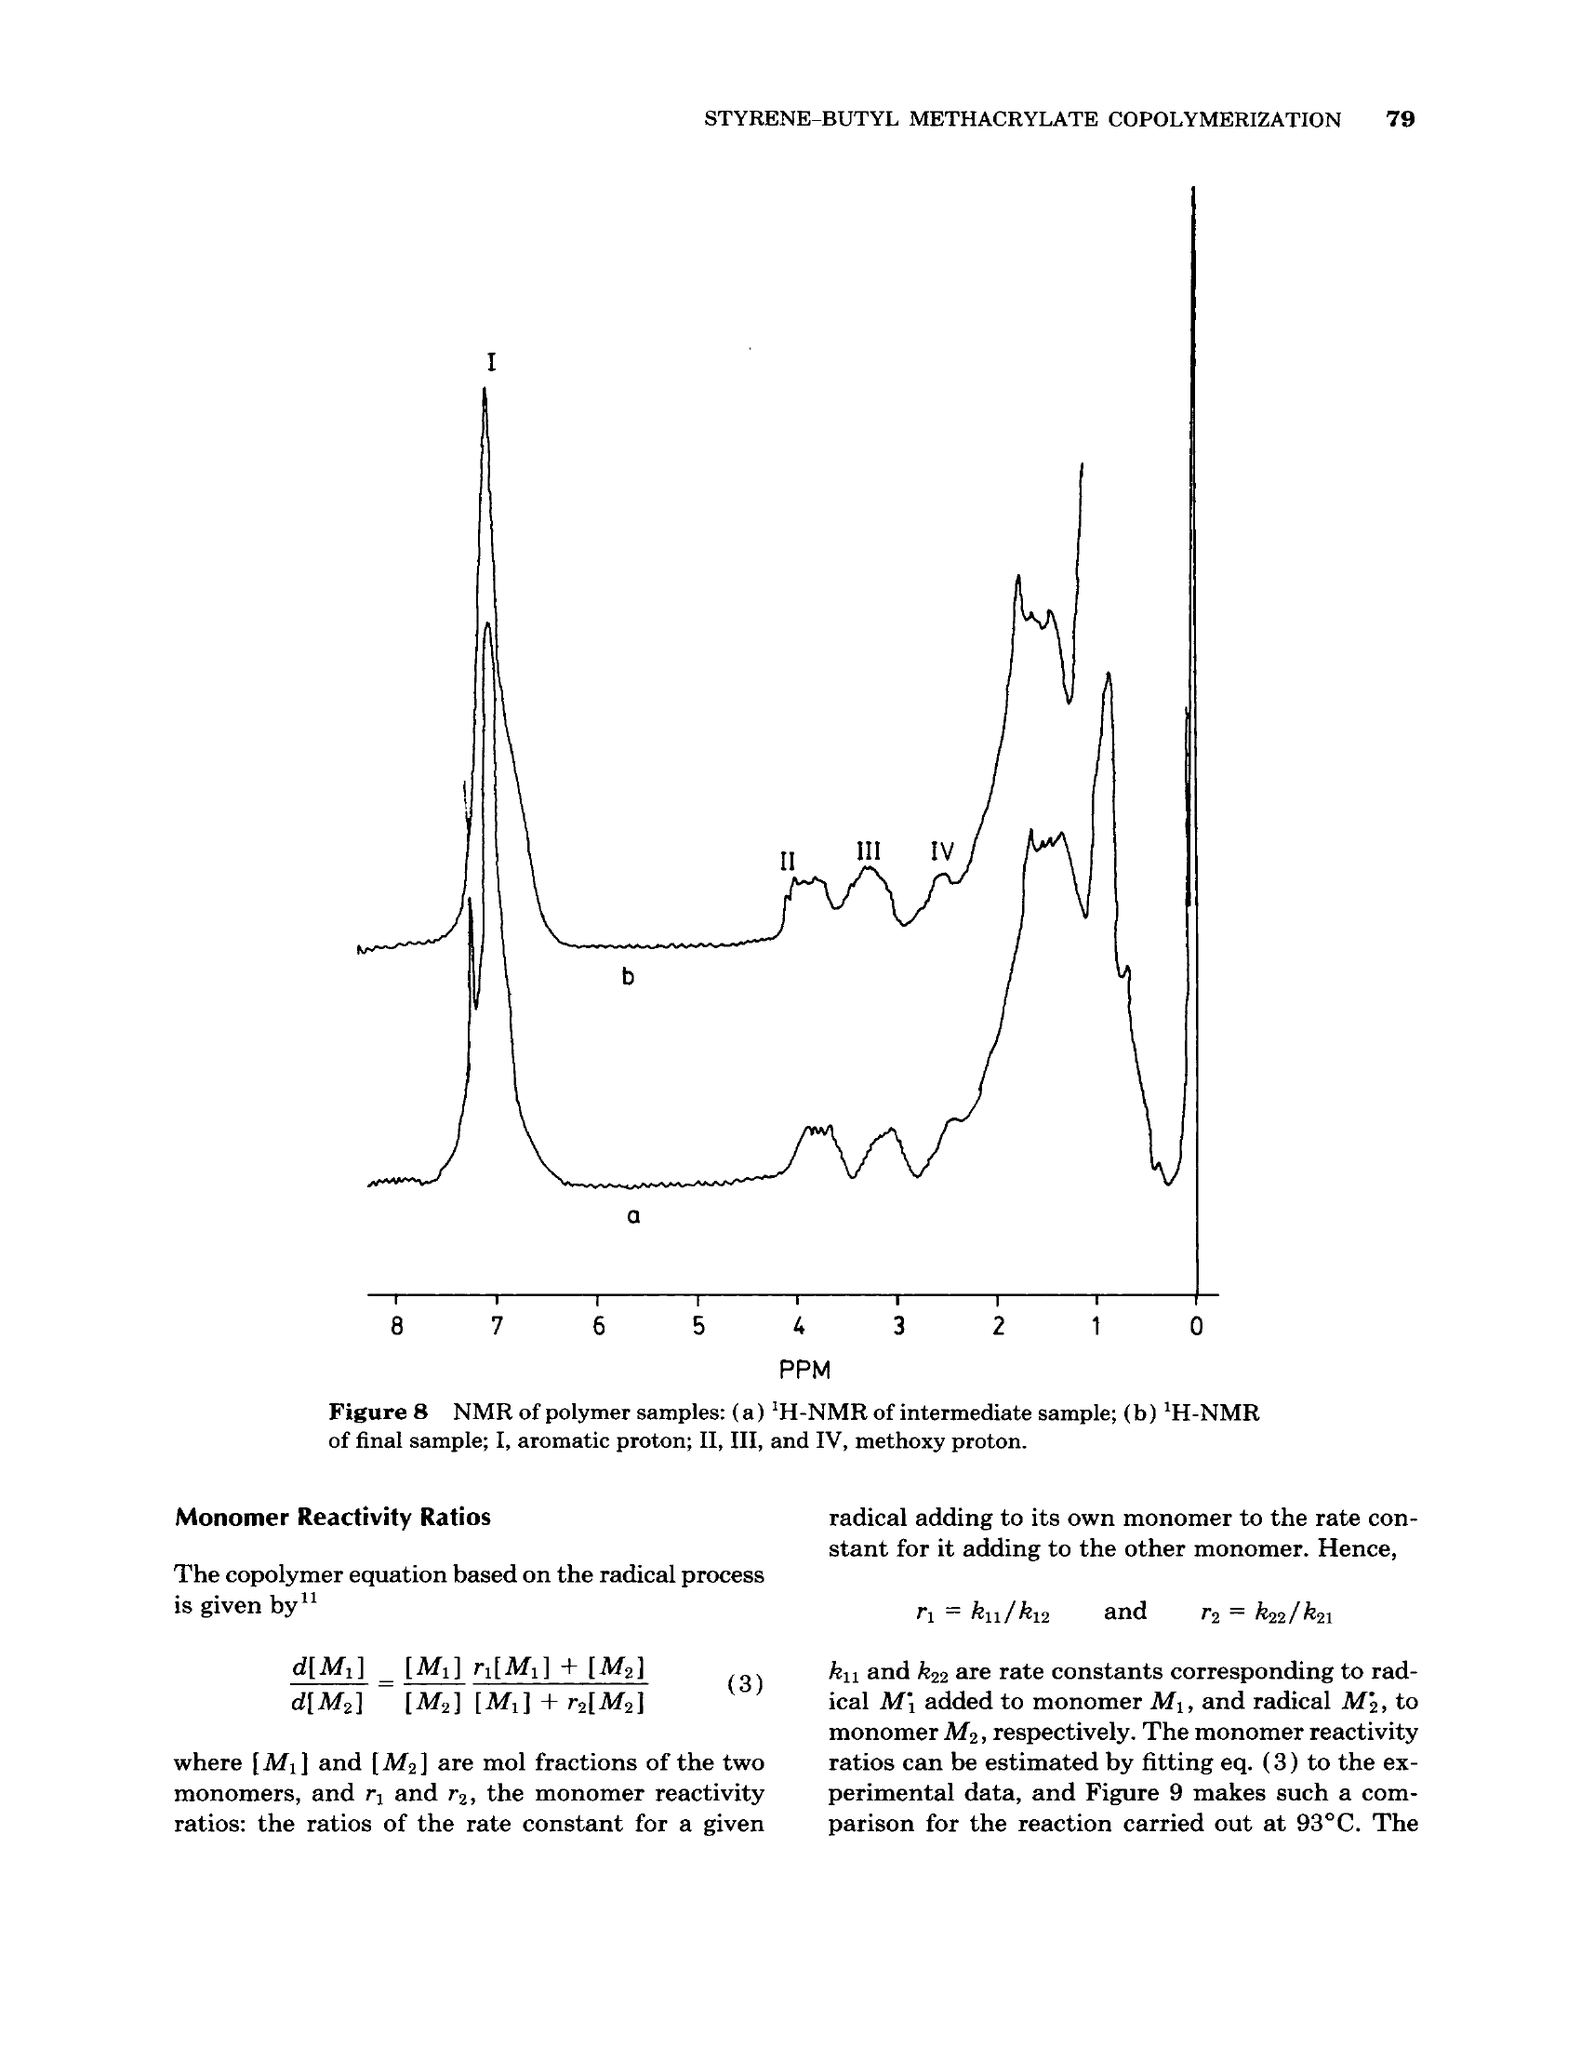 STYRENE–BUTYL METHACRYLATE COPOLYMERIZATION 79
I
II
III
IV
b
a
8 7 6 5 4 3 2 1 0
PPM
Figure 8 NMR of polymer samples: (a) ¹H-NMR of intermediate sample; (b) ¹H-NMR
of final sample; I, aromatic proton; II, III, and IV, methoxy proton.
Monomer Reactivity Ratios
The copolymer equation based on the radical process
is given by¹¹
d[M₁]/d[M₂] = [M₁]/[M₂] (r₁[M₁] + [M₂])/([M₁] + r₂[M₂]) (3)
where [M₁] and [M₂] are mol fractions of the two
monomers, and r₁ and r₂, the monomer reactivity
ratios: the ratios of the rate constant for a given
radical adding to its own monomer to the rate con-
stant for it adding to the other monomer. Hence,
r₁ = k₁₁/k₁₂ and r₂ = k₂₂/k₂₁
k₁₁ and k₂₂ are rate constants corresponding to rad-
ical M₁• added to monomer M₁, and radical M₂•, to
monomer M₂, respectively. The monomer reactivity
ratios can be estimated by fitting eq. (3) to the ex-
perimental data, and Figure 9 makes such a com-
parison for the reaction carried out at 93°C. The